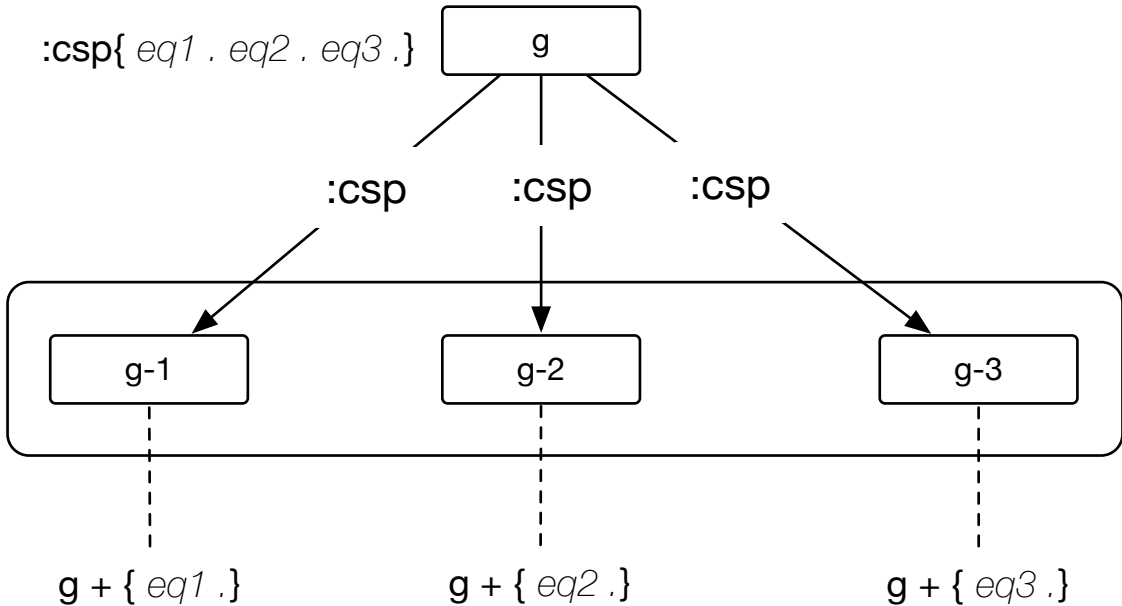 :csp{ eq1 . eq2 . eq3 .}
g
:csp
:csp
:csp
g-1
g-2
g-3
g + { eq1 .}
g + { eq2 .}
g + { eq3 .}